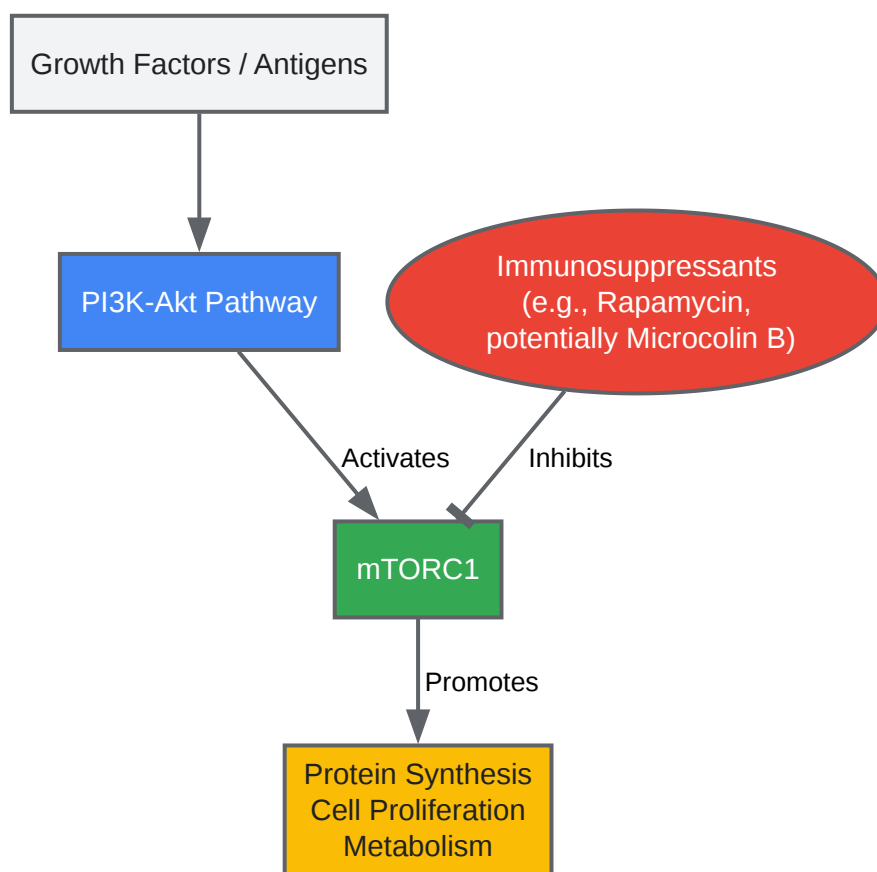 Growth Factors / Antigens
PI3K-Akt Pathway
Immunosuppressants
(e.g., Rapamycin,
potentially Microcolin B)
Activates
Inhibits
mTORC1
Promotes
Protein Synthesis
Cell Proliferation
Metabolism